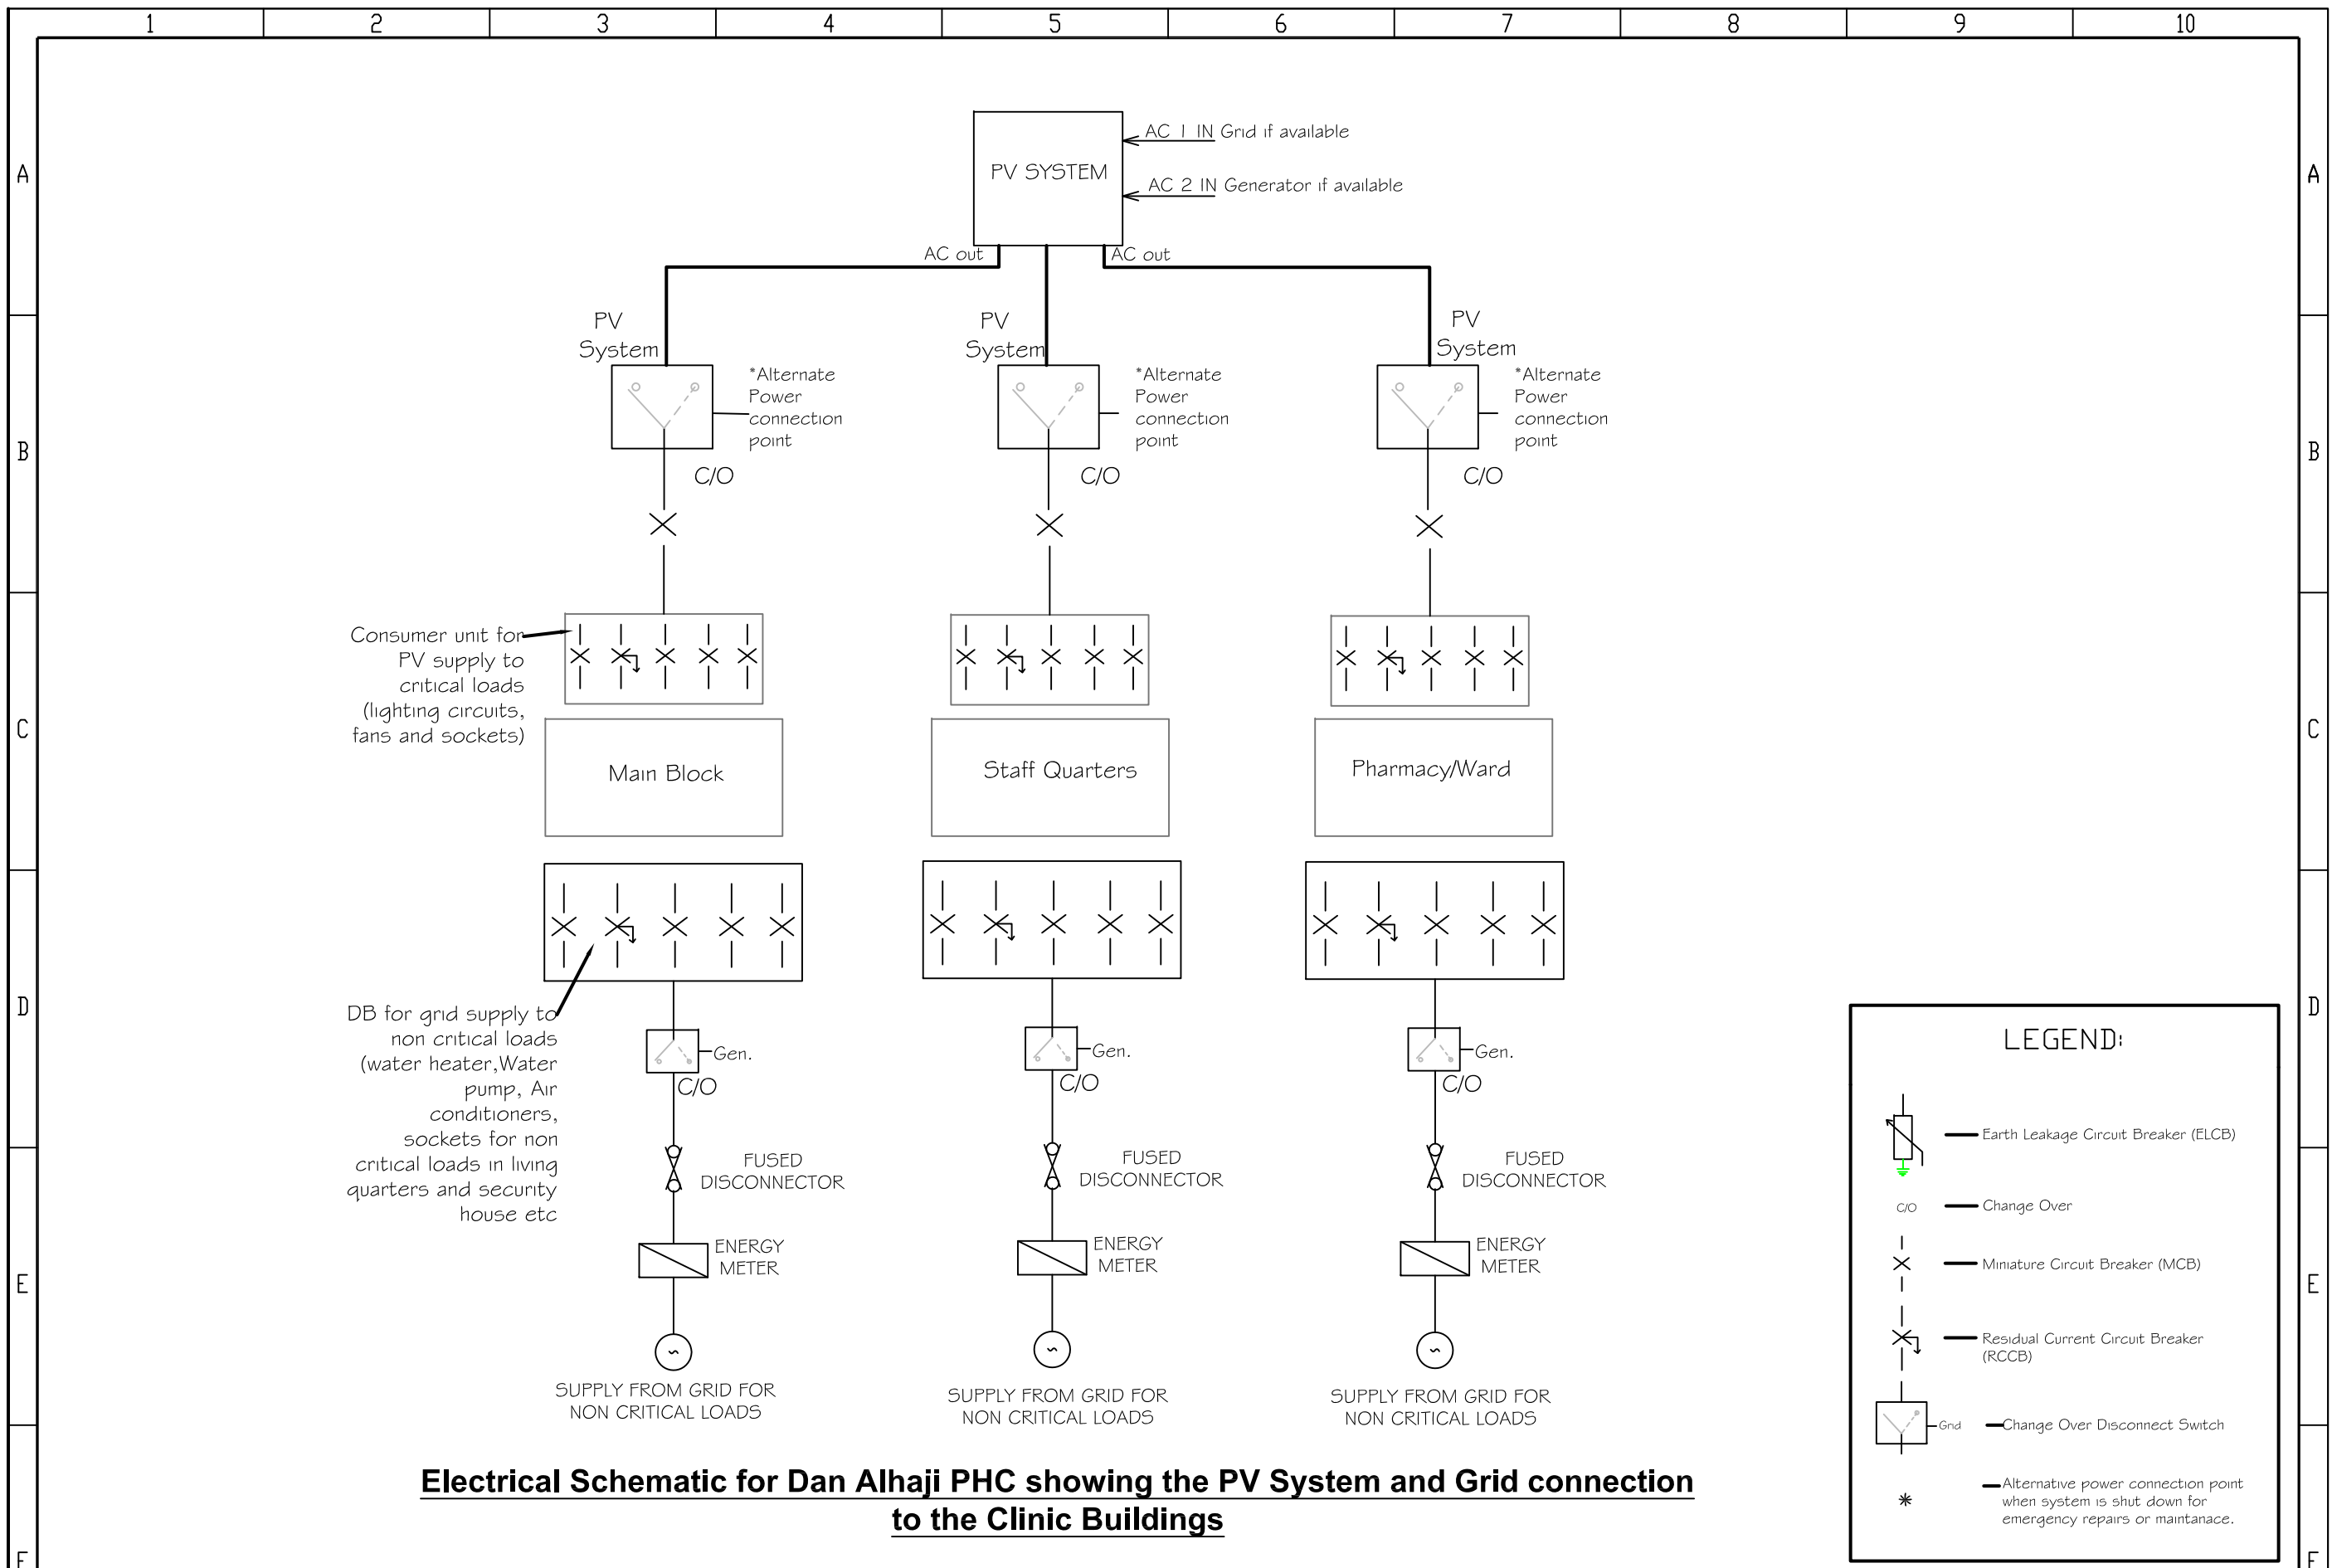 1 2 3 4 5 6 7 8 9 10
A
A
PV SYSTEM
AC 1 IN Grid if available
AC 2 IN Generator if available
AC out
AC out
PV
System
PV
System
PV
System
*Alternate
Power
connection
point
*Alternate
Power
connection
point
*Alternate
Power
connection
point
B
B
C/O
C/O
C/O
Consumer unit for
PV supply to
critical loads
(lighting circuits,
fans and sockets)
C
C
Main Block
Staff Quarters
Pharmacy/Ward
D
D
DB for grid supply to
non critical loads
(water heater,Water
pump, Air
conditioners,
sockets for non
critical loads in living
quarters and security
house etc
Gen.
C/O
Gen.
C/O
Gen.
C/O
FUSED
DISCONNECTOR
FUSED
DISCONNECTOR
FUSED
DISCONNECTOR
ENERGY
METER
ENERGY
METER
ENERGY
METER
E
E
~
~
~
SUPPLY FROM GRID FOR
NON CRITICAL LOADS
SUPPLY FROM GRID FOR
NON CRITICAL LOADS
SUPPLY FROM GRID FOR
NON CRITICAL LOADS
LEGEND:
Earth Leakage Circuit Breaker (ELCB)
C/O Change Over
Miniature Circuit Breaker (MCB)
Residual Current Circuit Breaker
(RCCB)
Grid Change Over Disconnect Switch
* Alternative power connection point
when system is shut down for
emergency repairs or maintanace.
Electrical Schematic for Dan Alhaji PHC showing the PV System and Grid connection
to the Clinic Buildings
F
F